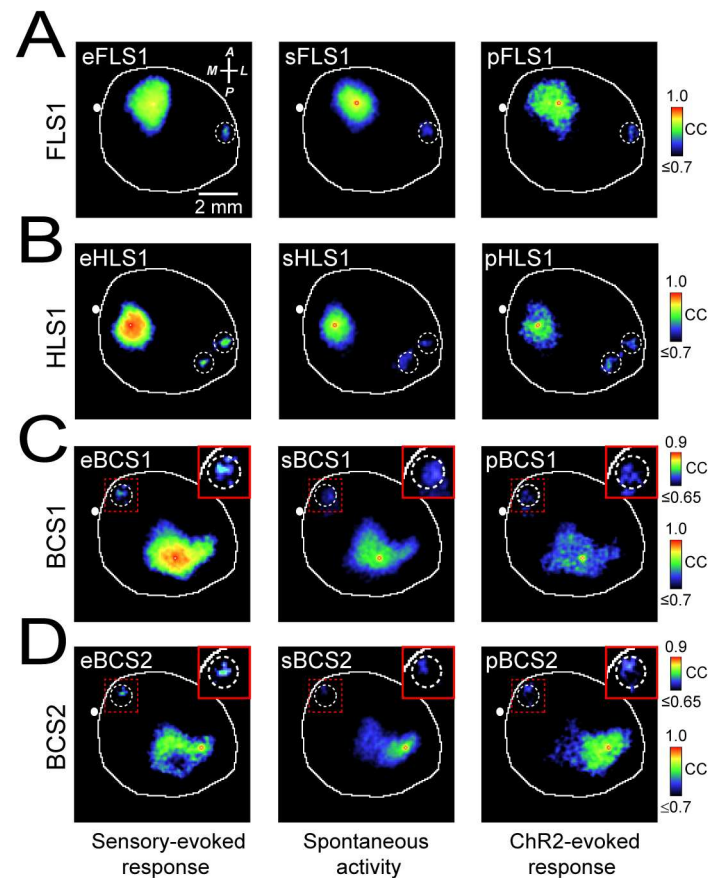 A
eFLS1
A
M L
P
2 mm
sFLS1
pFLS1
FLS1
1.0
CC
≤0.7
B
eHLS1
sHLS1
pHLS1
HLS1
1.0
CC
≤0.7
C
eBCS1
sBCS1
pBCS1
BCS1
0.9
CC
≤0.65
1.0
CC
≤0.7
D
eBCS2
sBCS2
pBCS2
BCS2
0.9
CC
≤0.65
1.0
CC
≤0.7
Sensory-evoked
response
Spontaneous
activity
ChR2-evoked
response